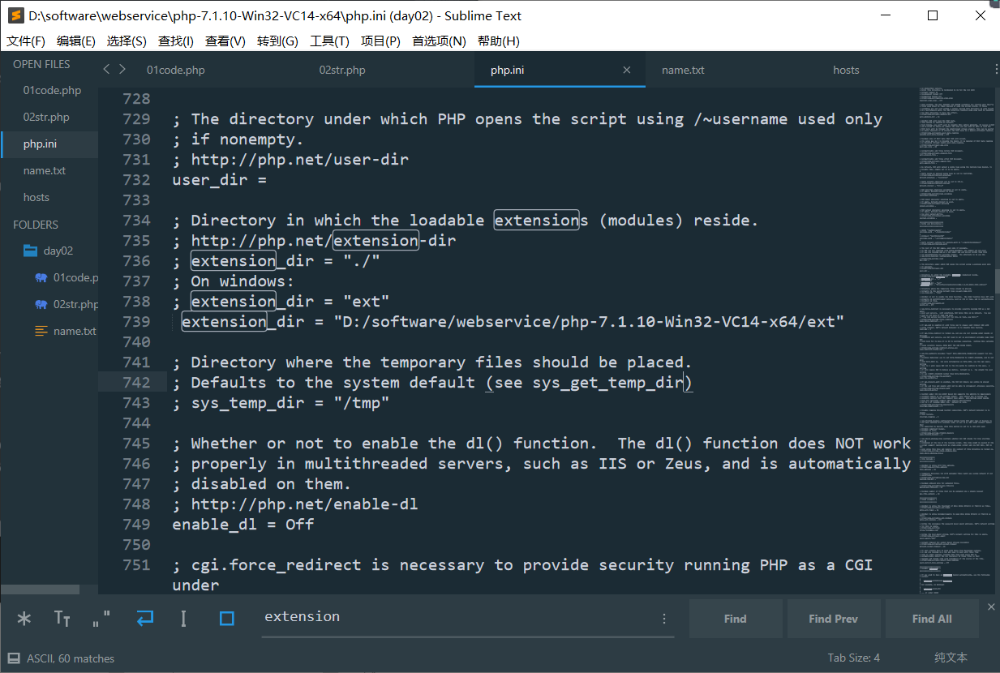 D:\software\webservice\php-7.1.10-Win32-VC14-x64\php.ini (day02) - Sublime Text
文件(F) 编辑(E) 选择(S) 查找(I) 查看(V) 转到(G) 工具(T) 项目(P) 首选项(N) 帮助(H)
OPEN FILES
01code.php
02str.php
php.ini
name.txt
hosts
FOLDERS
day02
01code.p
02str.php
name.txt
01code.php 02str.php php.ini name.txt hosts
728
729 ; The directory under which PHP opens the script using /~username used only
730 ; if nonempty.
731 ; http://php.net/user-dir
732 user_dir =
733
734 ; Directory in which the loadable extensions (modules) reside.
735 ; http://php.net/extension-dir
736 ; extension_dir = "./"
737 ; On windows:
738 ; extension_dir = "ext"
739 extension_dir = "D:/software/webservice/php-7.1.10-Win32-VC14-x64/ext"
740
741 ; Directory where the temporary files should be placed.
742 ; Defaults to the system default (see sys_get_temp_dir)
743 ; sys_temp_dir = "/tmp"
744
745 ; Whether or not to enable the dl() function.  The dl() function does NOT work
746 ; properly in multithreaded servers, such as IIS or Zeus, and is automatically
747 ; disabled on them.
748 ; http://php.net/enable-dl
749 enable_dl = Off
750
751 ; cgi.force_redirect is necessary to provide security running PHP as a CGI
under
extension
Find Find Prev Find All
ASCII, 60 matches
Tab Size: 4 纯文本